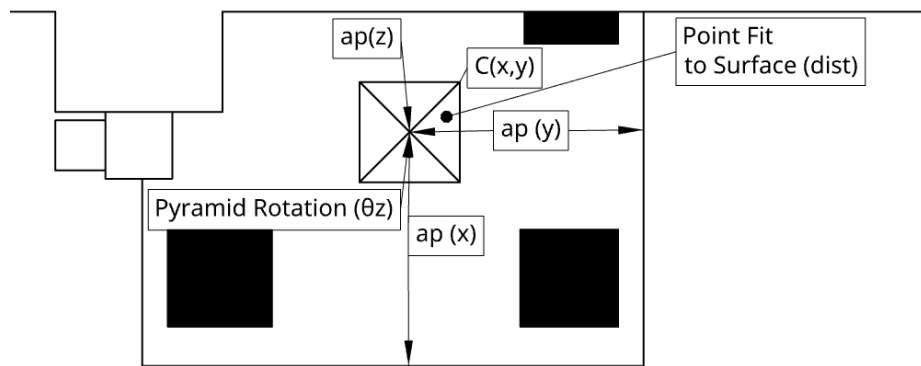 ap(z)
Point Fit
to Surface (dist)
C(x,y)
ap (y)
Pyramid Rotation (θz)
ap (x)